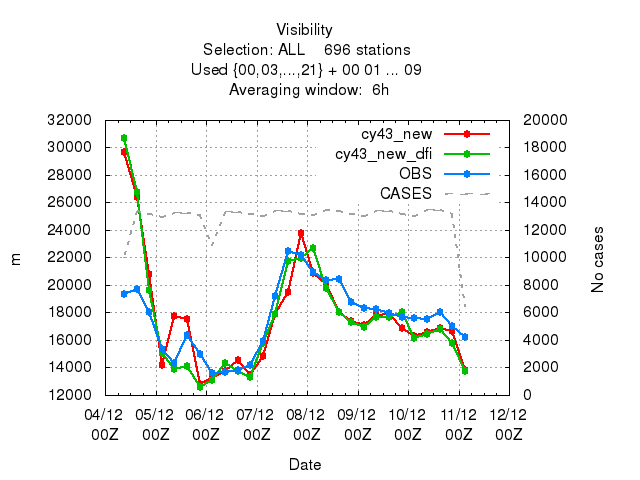 Visibility
Selection: ALL 696 stations
Used {00,03,...,21} + 00 01 ... 09
Averaging window: 6h
32000 20000
30000 18000
28000 16000
26000 14000
24000 12000
22000 10000
20000 8000
18000 6000
16000 4000
14000 2000
12000 0
cy43_new
cy43_new_dfi
OBS
CASES
m
No cases
04/12 05/12 06/12 07/12 08/12 09/12 10/12 11/12 12/12
00Z 00Z 00Z 00Z 00Z 00Z 00Z 00Z 00Z
Date